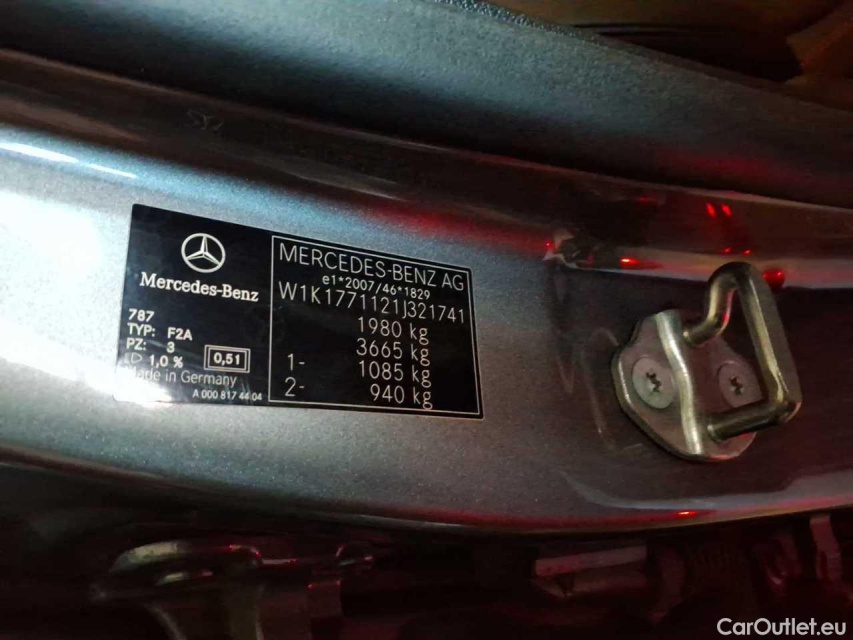 Mercedes-Benz
787
TYP: F2A
PZ: 3
LD 1,0 % 0,51
Made in Germany
A 000 817 44 04
MERCEDES-BENZ AG
e1*2007/46*1829
W1K1771121J321741
1980 kg
3665 kg
1- 1085 kg
2- 940 kg
CarOutlet.eu